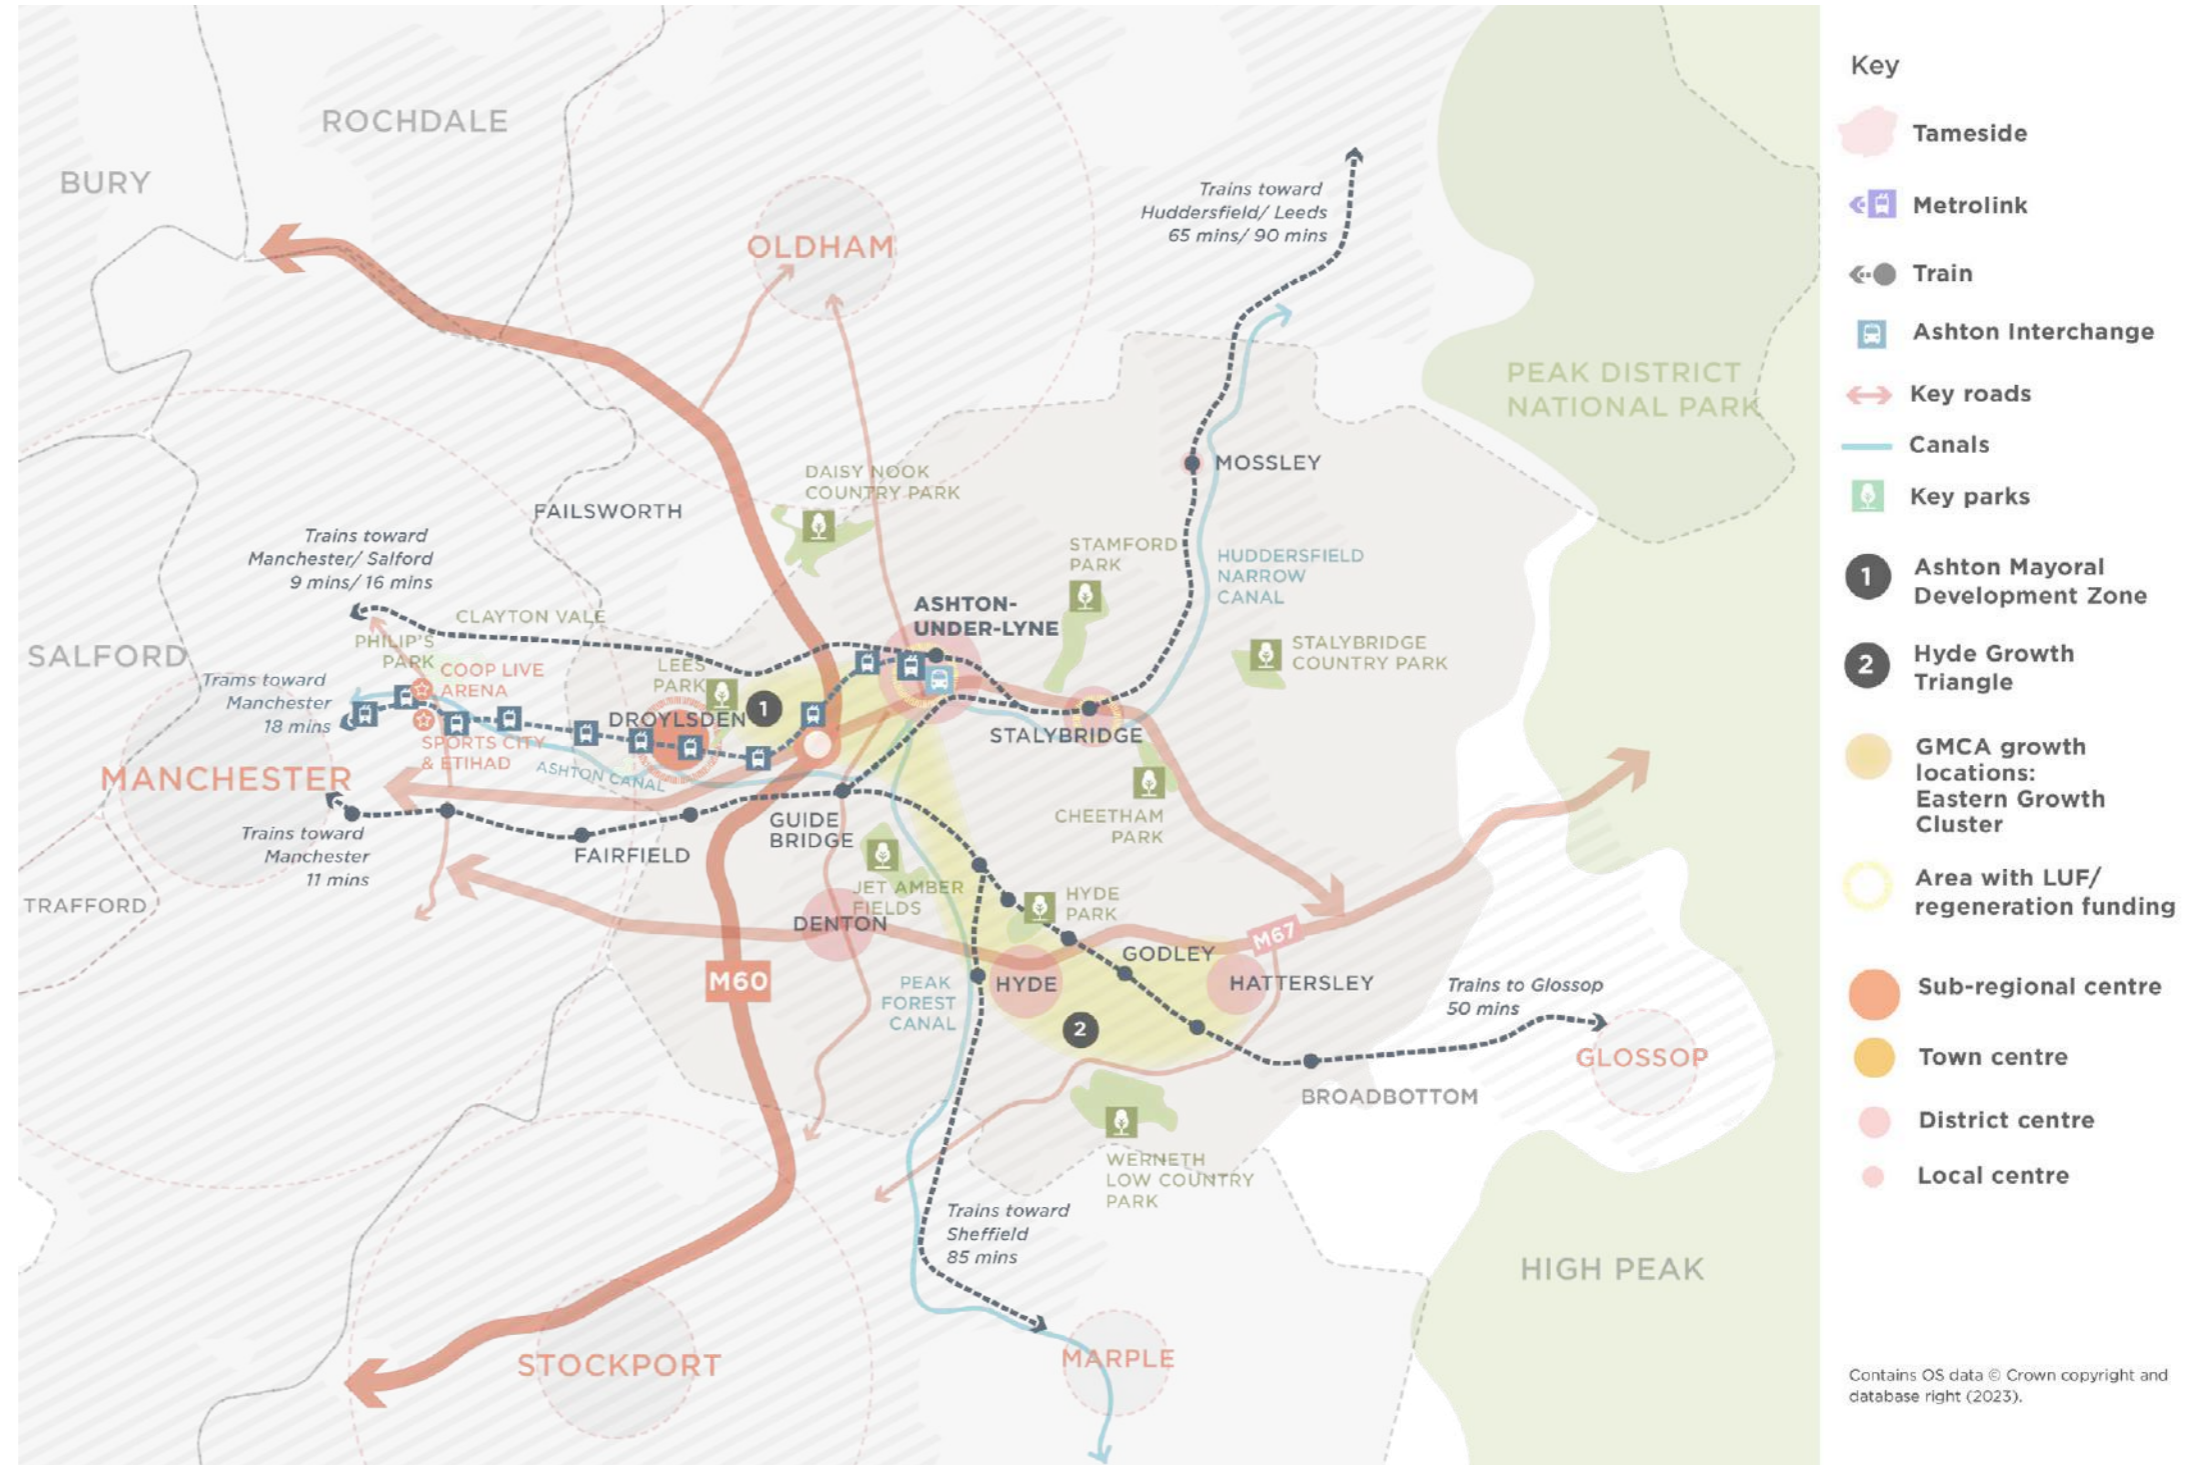 ROCHDALE
BURY
OLDHAM
Trains toward
Huddersfield/ Leeds
65 mins/ 90 mins
PEAK DISTRICT
NATIONAL PARK
DAISY NOOK
COUNTRY PARK
MOSSLEY
FAILSWORTH
Trains toward
Manchester/ Salford
9 mins/ 16 mins
STAMFORD
PARK
HUDDERSFIELD
NARROW
CANAL
ASHTON-
UNDER-LYNE
CLAYTON VALE
PHILIP'S
PARK
SALFORD
COOP LIVE
ARENA
LEES
PARK
STALYBRIDGE
COUNTRY PARK
Trams toward
Manchester
18 mins
1
DROYLSDEN
STALYBRIDGE
SPORTS CITY
& ETIHAD
ASHTON CANAL
MANCHESTER
Trains toward
Manchester
11 mins
FAIRFIELD
GUIDE
BRIDGE
CHEETHAM
PARK
JET AMBER
FIELDS
HYDE
PARK
TRAFFORD
DENTON
M67
GODLEY
M60
PEAK
FOREST
CANAL
HYDE
HATTERSLEY
Trains to Glossop
50 mins
2
GLOSSOP
BROADBOTTOM
WERNETH
LOW COUNTRY
PARK
Trains toward
Sheffield
85 mins
HIGH PEAK
STOCKPORT
MARPLE
Key
Tameside
Metrolink
Train
Ashton Interchange
Key roads
Canals
Key parks
1
Ashton Mayoral
Development Zone
2
Hyde Growth
Triangle
GMCA growth
locations:
Eastern Growth
Cluster
Area with LUF/
regeneration funding
Sub-regional centre
Town centre
District centre
Local centre
Contains OS data © Crown copyright and
database right (2023).